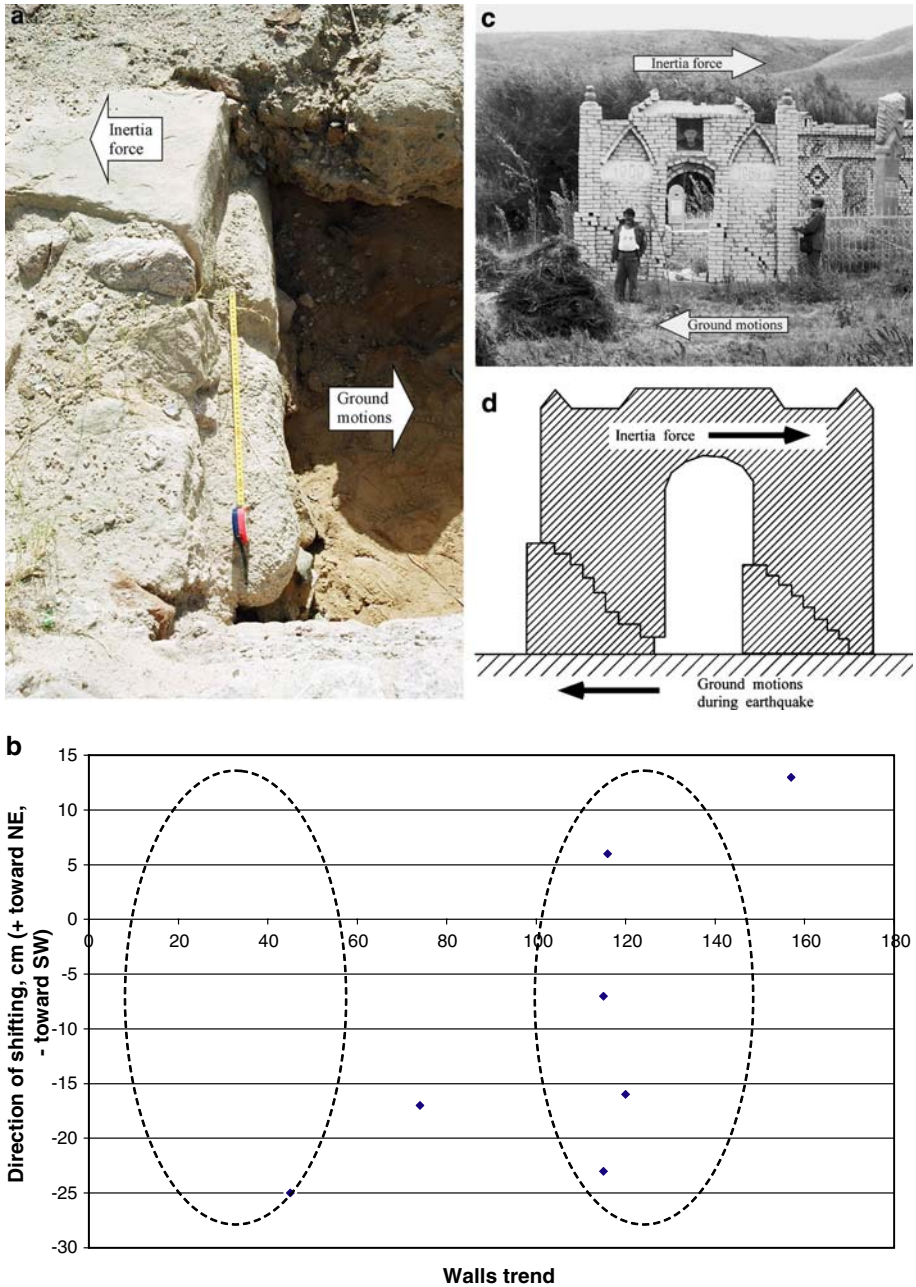 a
Inertia
force
Ground
motions
c
Inertia force
Ground motions
d
Inertia force
Ground motions
during earthquake
b
Direction of shifting, cm (+ toward NE,
- toward SW)
15
10
5
0
-5
-10
-15
-20
-25
-30
0 20 40 60 80 100 120 140 160 180
Walls trend